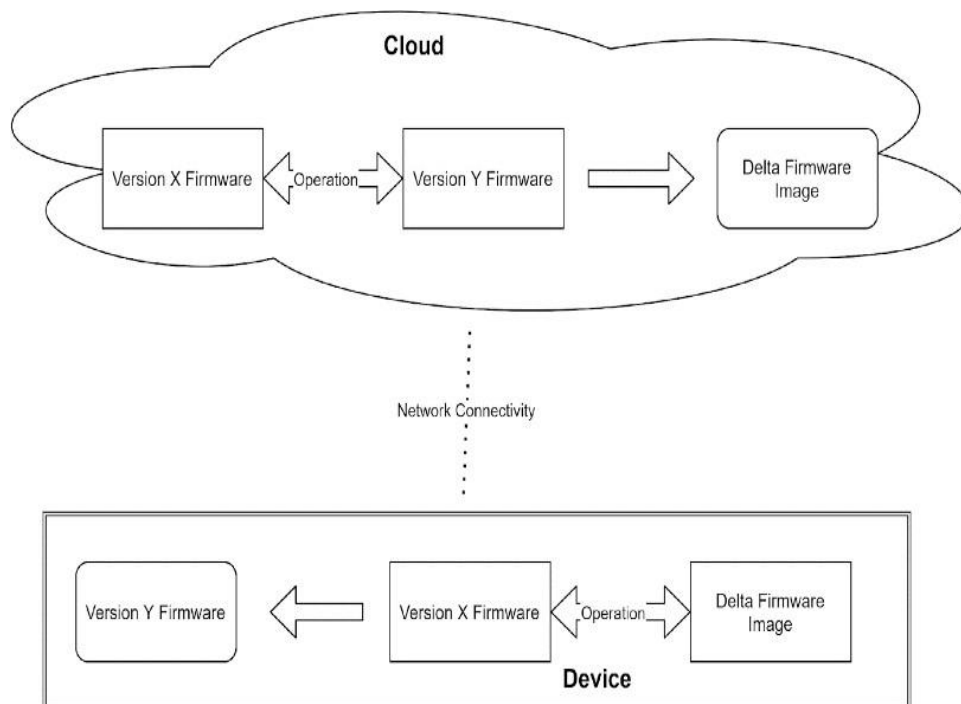 Cloud
Version X Firmware
Operation
Version Y Firmware
Delta Firmware
Image
Network Connectivity
Version Y Firmware
Version X Firmware
Operation
Delta Firmware
Image
Device